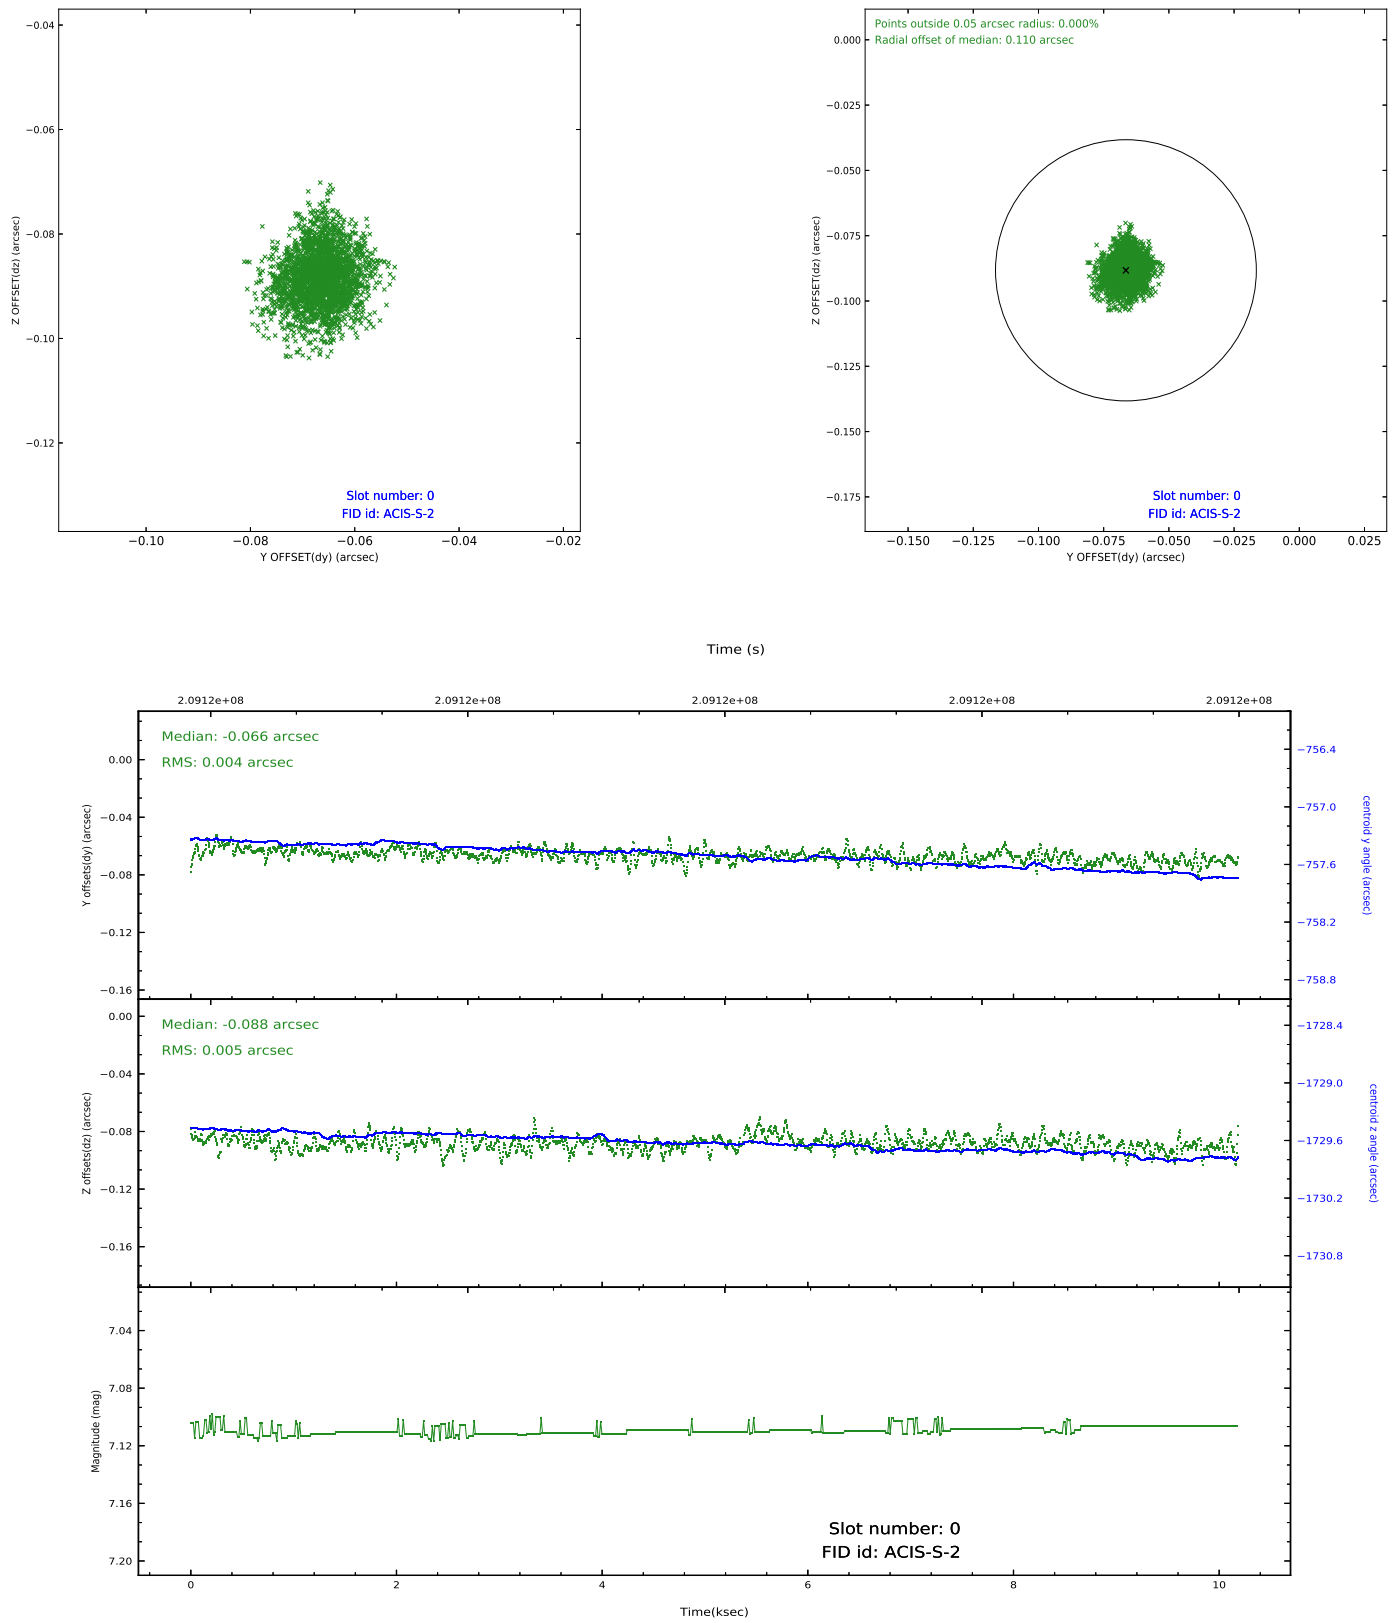 −0.04
−0.06
−0.08
−0.10
−0.12
Z OFFSET(dz) (arcsec)
Slot number: 0
FID id: ACIS-S-2
−0.10
−0.08
−0.06
−0.04
−0.02
Y OFFSET(dy) (arcsec)
Points outside 0.05 arcsec radius: 0.000%
Radial offset of median: 0.110 arcsec
0.000
−0.025
−0.050
−0.075
−0.100
−0.125
−0.150
−0.175
Z OFFSET(dz) (arcsec)
Slot number: 0
FID id: ACIS-S-2
−0.150
−0.125
−0.100
−0.075
−0.050
−0.025
0.000
0.025
Y OFFSET(dy) (arcsec)
Time (s)
2.0912e+08
2.0912e+08
2.0912e+08
2.0912e+08
2.0912e+08
Median: -0.066 arcsec
RMS: 0.004 arcsec
0.00
−0.04
−0.08
−0.12
−0.16
Y offsets(dy) (arcsec)
−756.4
−757.0
−757.6
−758.2
−758.8
centroid y angle (arcsec)
Median: -0.088 arcsec
RMS: 0.005 arcsec
0.00
−0.04
−0.08
−0.12
−0.16
Z offsets(dz) (arcsec)
−1728.4
−1729.0
−1729.6
−1730.2
−1730.8
centroid z angle (arcsec)
7.04
7.08
7.12
7.16
7.20
Magnitude (mag)
Slot number: 0
FID id: ACIS-S-2
0
2
4
6
8
10
Time(ksec)